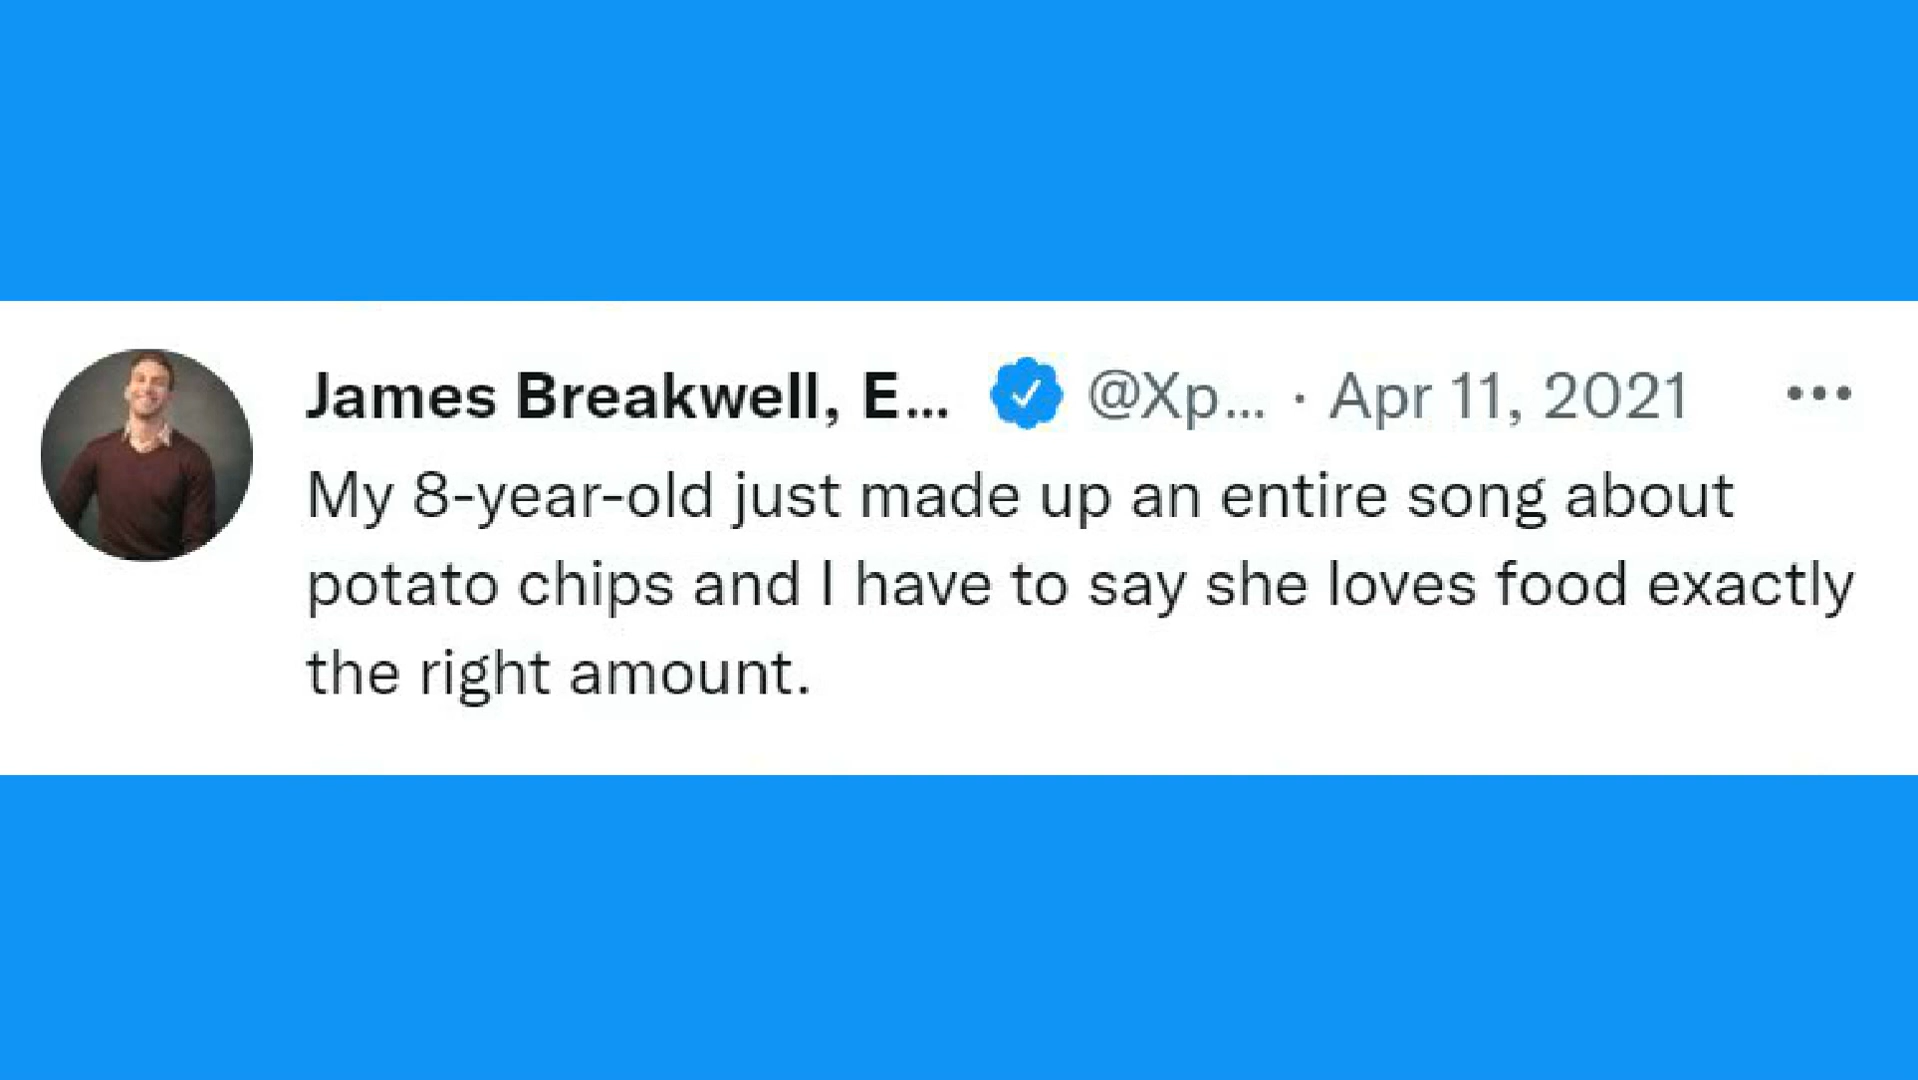 James Breakwell, E... @Xp... · Apr 11, 2021 ...
My 8-year-old just made up an entire song about
potato chips and I have to say she loves food exactly
the right amount.